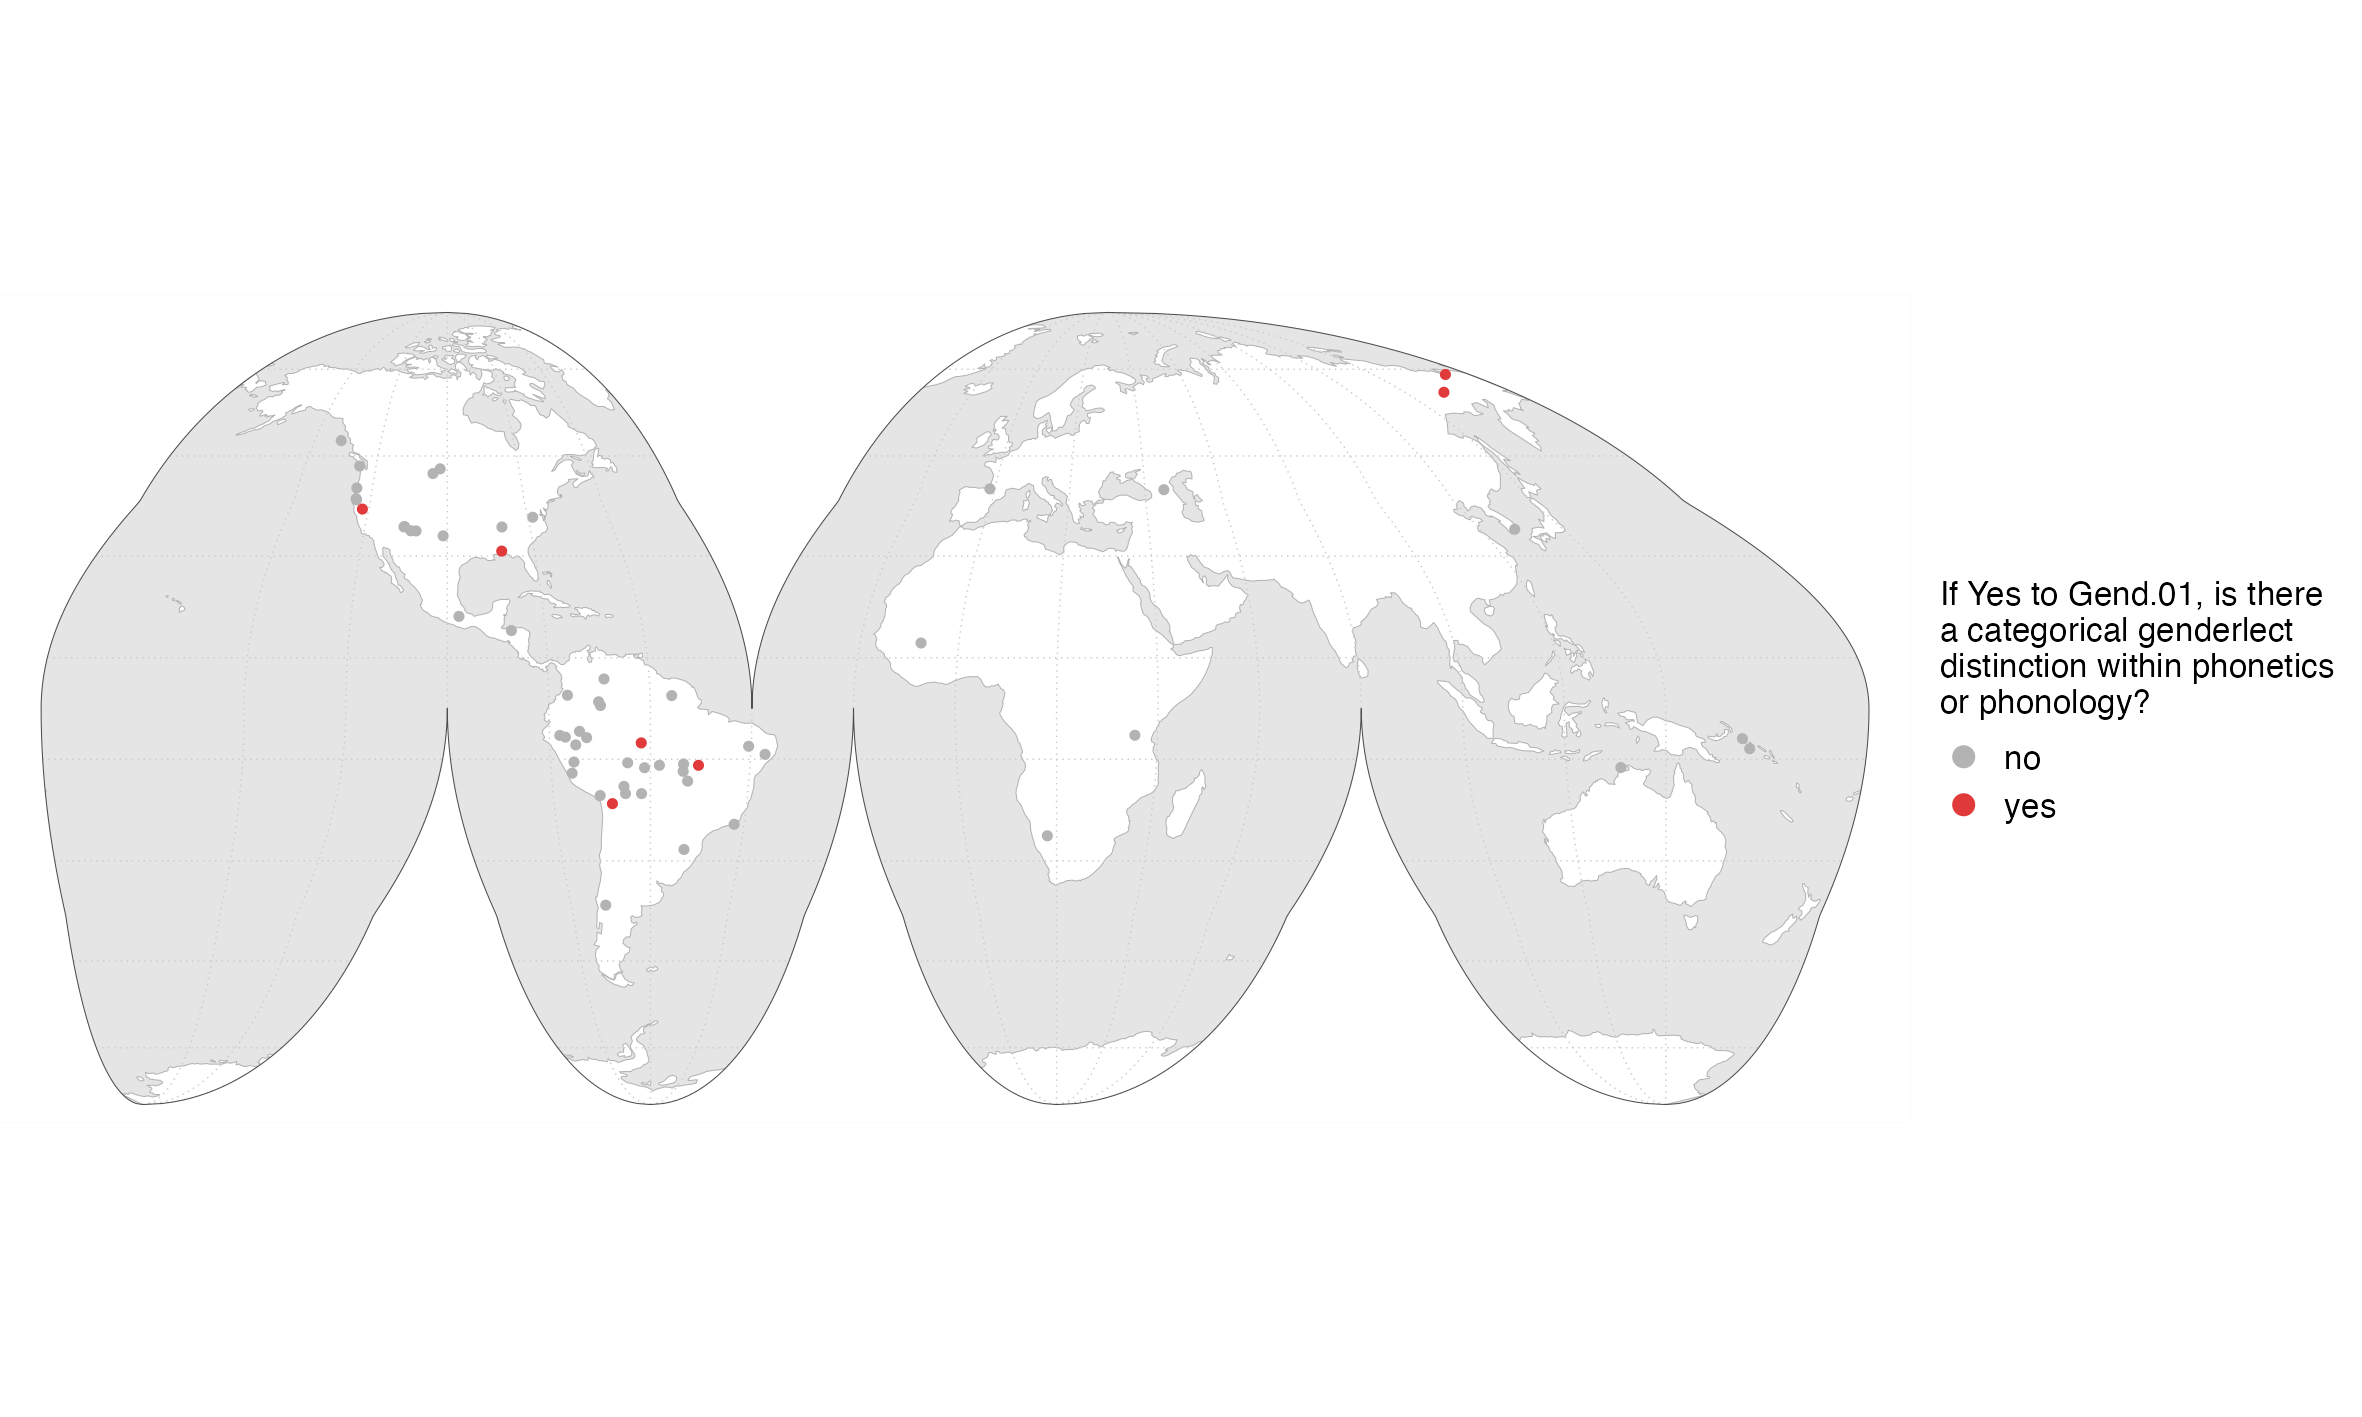 If Yes to Gend.01, is there
a categorical genderlect
distinction within phonetics
or phonology?
no
yes